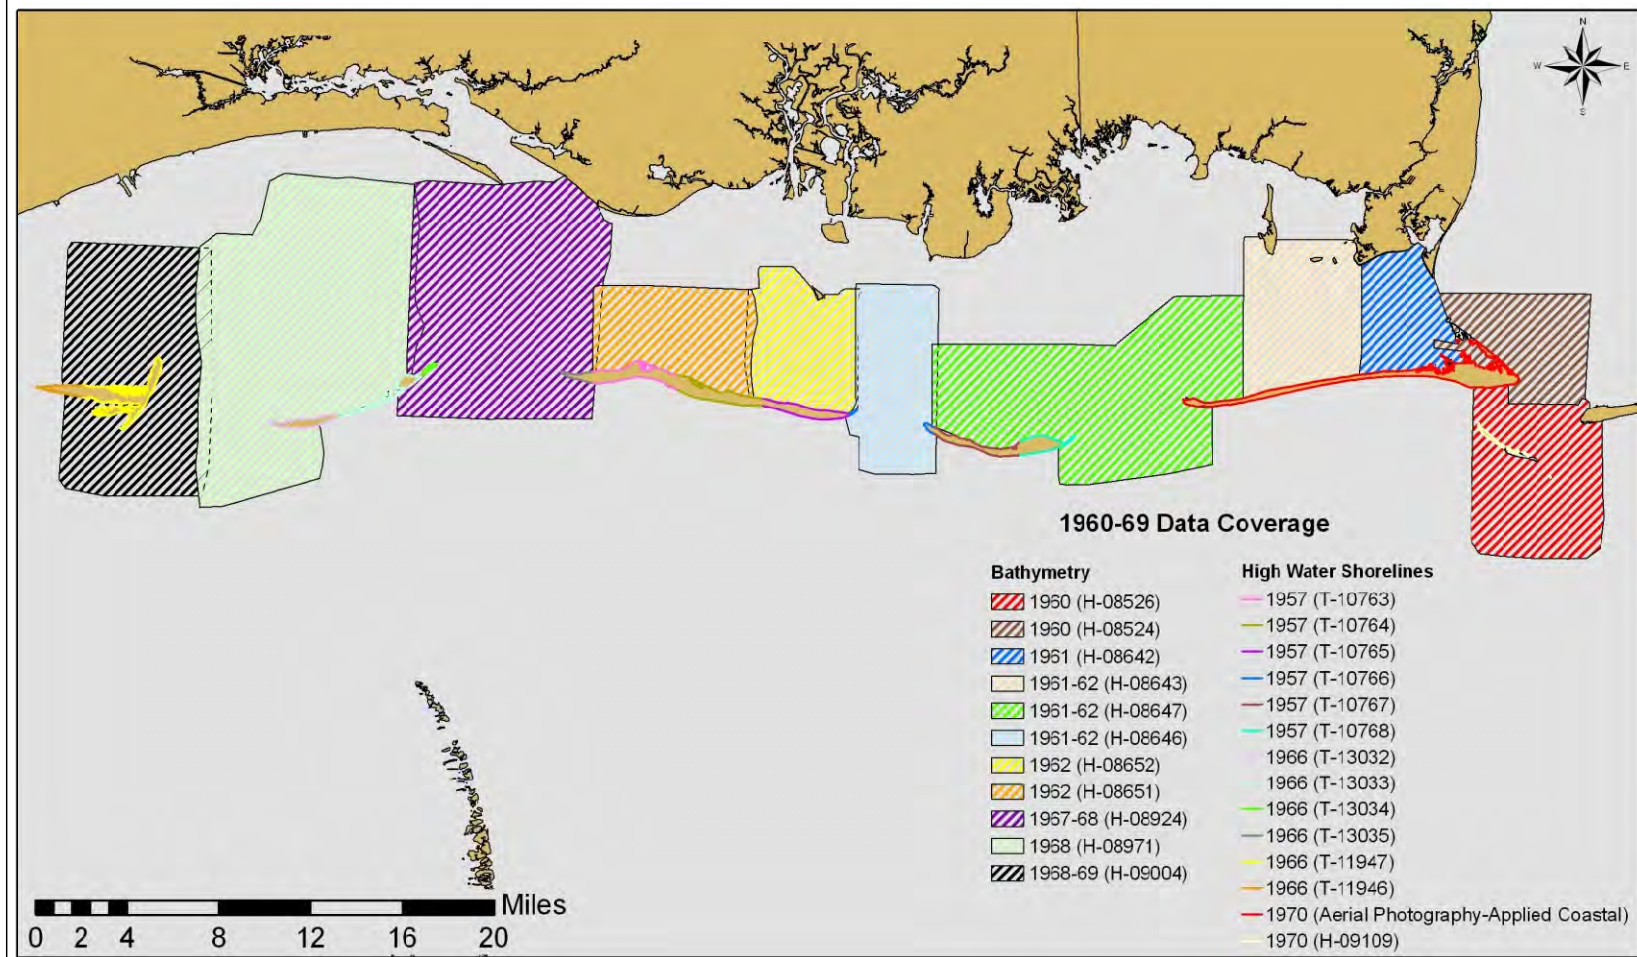 N
W
E
S
1960-69 Data Coverage
Bathymetry
1960 (H-08526)
1960 (H-08524)
1961 (H-08642)
1961-62 (H-08643)
1961-62 (H-08647)
1961-62 (H-08646)
1962 (H-08652)
1962 (H-08651)
1967-68 (H-08924)
1968 (H-08971)
1968-69 (H-09004)
High Water Shorelines
1957 (T-10763)
1957 (T-10764)
1957 (T-10765)
1957 (T-10766)
1957 (T-10767)
1957 (T-10768)
1966 (T-13032)
1966 (T-13033)
1966 (T-13034)
1966 (T-13035)
1966 (T-11947)
1966 (T-11946)
1970 (Aerial Photography-Applied Coastal)
1970 (H-09109)
Miles
0 2 4 8 12 16 20